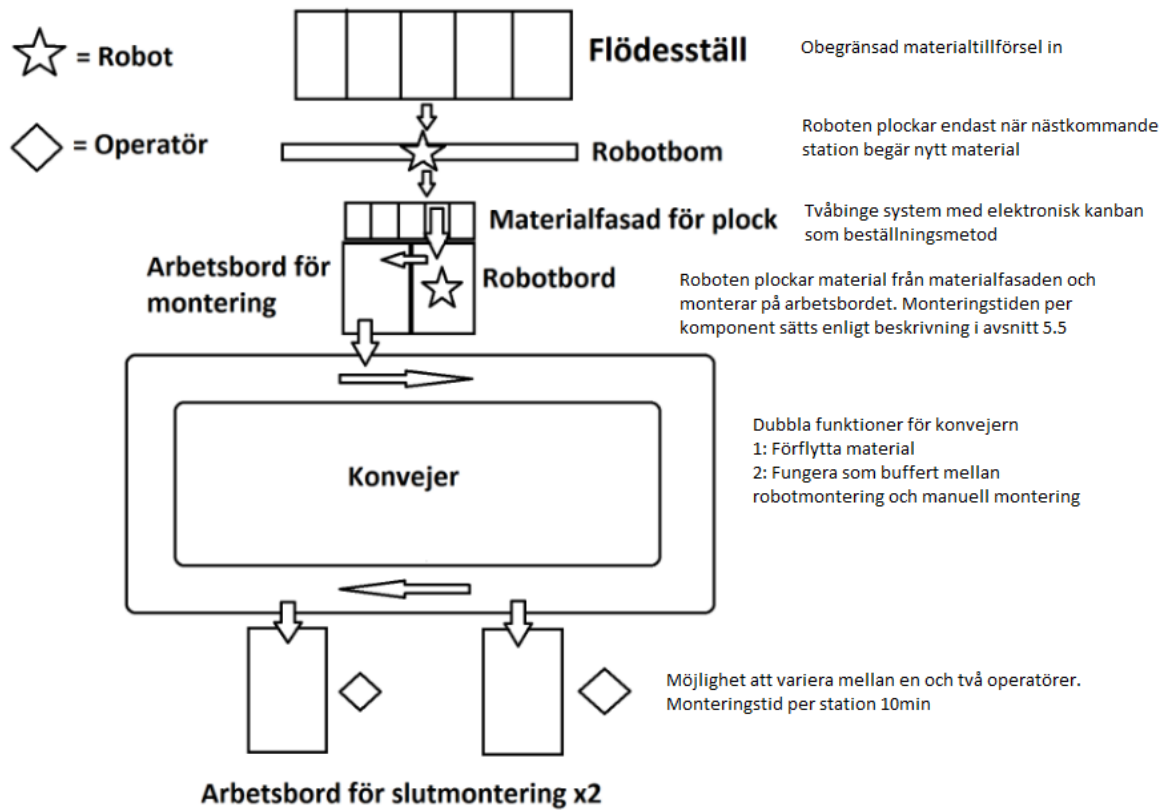 = Robot
Flödesställ
Obegränsad materialtillförsel in
= Operatör
Robotbom
Roboten plockar endast när nästkommande
station begär nytt material
Materialfasad för plock
Tvåbinge system med elektronisk kanban
som beställningsmetod
Arbetsbord för
montering
Robotbord
Roboten plockar material från materialfasaden och
monterar på arbetsbordet. Monteringstiden per
komponent sätts enligt beskrivning i avsnitt 5.5
Konvejer
Dubbla funktioner för konvejern
1: Förflytta material
2: Fungera som buffert mellan
robotmontering och manuell montering
Möjlighet att variera mellan en och två operatörer.
Monteringstid per station 10min
Arbetsbord för slutmontering x2